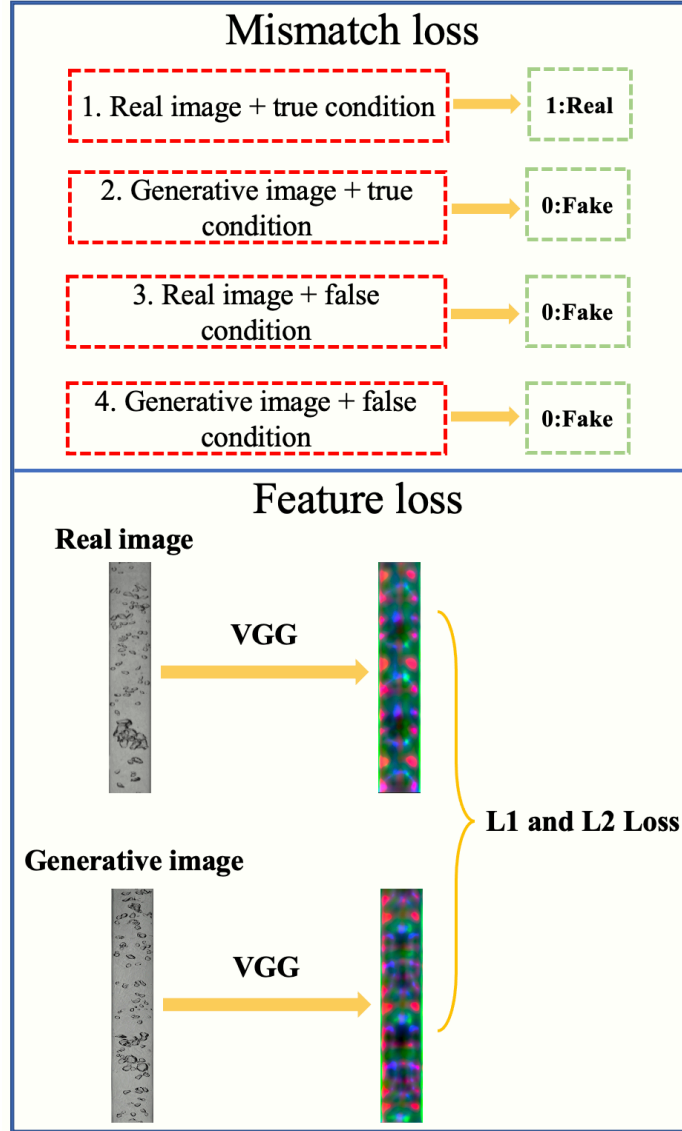 Mismatch loss
1. Real image + true condition
1:Real
2. Generative image + true
condition
0:Fake
3. Real image + false
condition
0:Fake
4. Generative image + false
condition
0:Fake
Feature loss
Real image
VGG
L1 and L2 Loss
Generative image
VGG